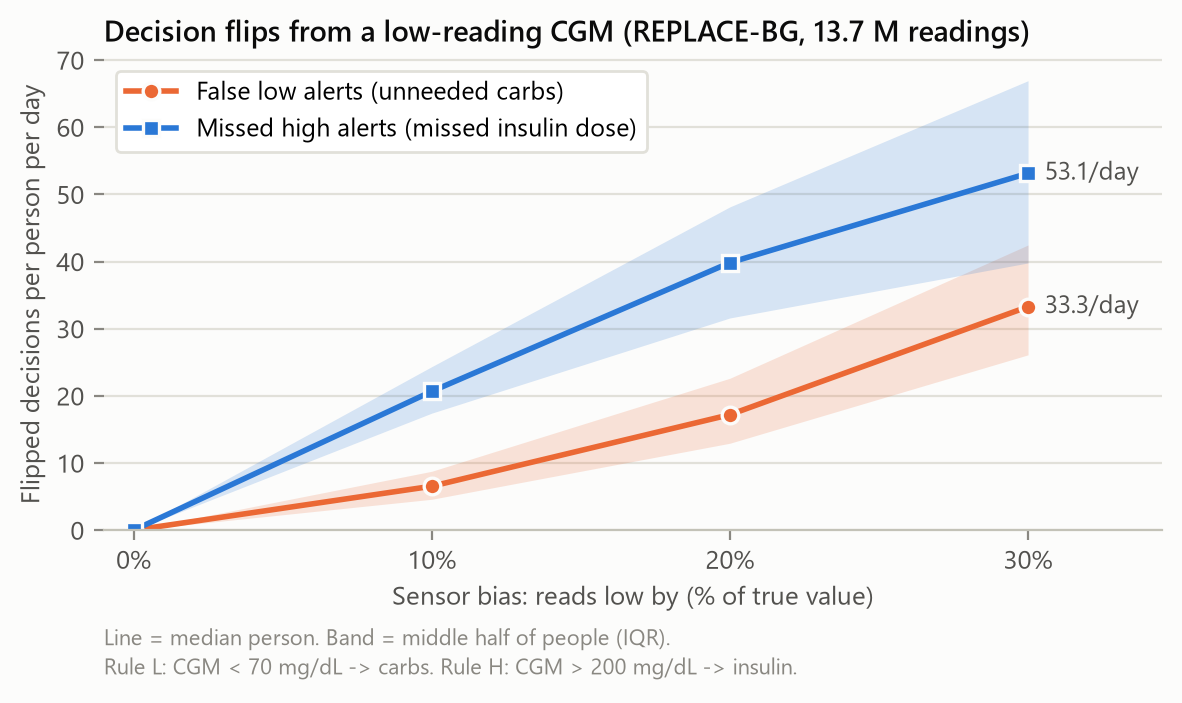 Decision flips from a low-reading CGM (REPLACE-BG, 13.7 M readings)
Flipped decisions per person per day
70
60
50
40
30
20
10
0
False low alerts (unneeded carbs)
Missed high alerts (missed insulin dose)
53.1/day
33.3/day
0%
10%
20%
30%
Sensor bias: reads low by (% of true value)
Line = median person. Band = middle half of people (IQR).
Rule L: CGM < 70 mg/dL -> carbs. Rule H: CGM > 200 mg/dL -> insulin.